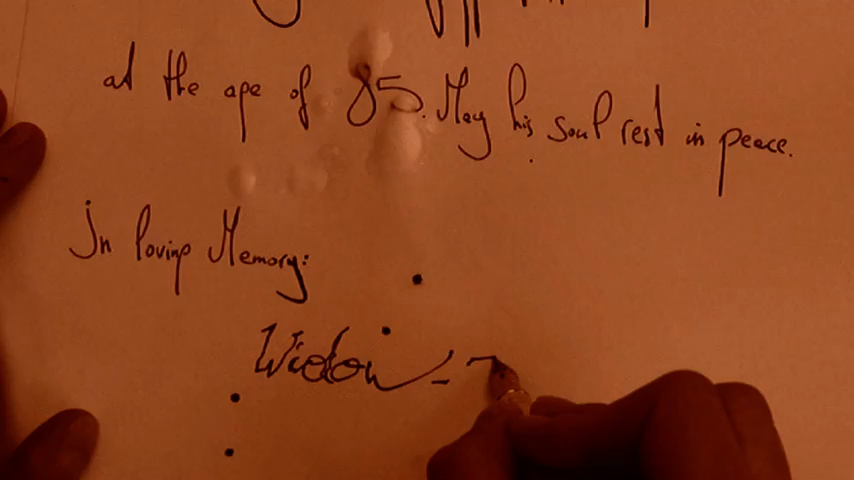 at the age of 85. May his soul rest in peace.
In loving Memory:
Widow -